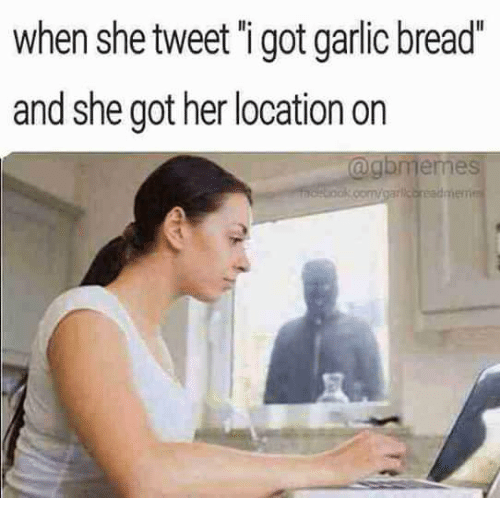 when she tweet "i got garlic bread"
and she got her location on
@gbmemes
facebook.com/garlicbreadmemes